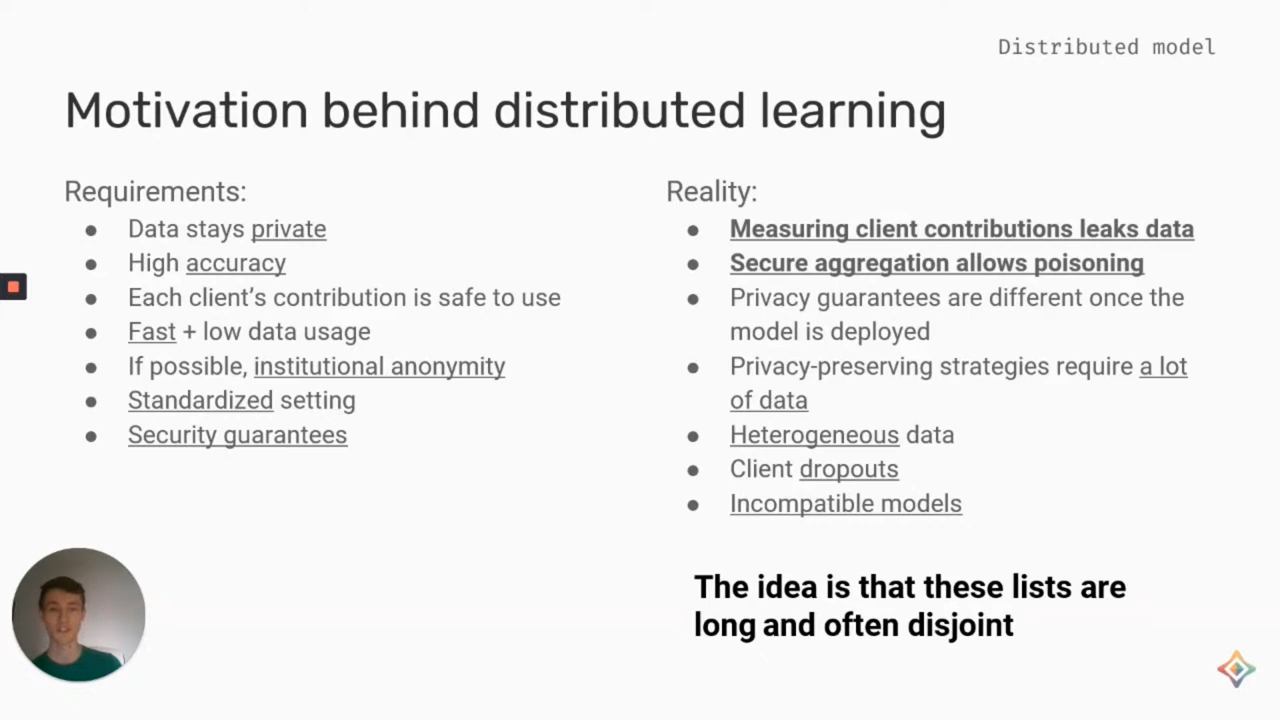 Distributed model
Motivation behind distributed learning
Requirements:
● Data stays private
● High accuracy
● Each client’s contribution is safe to use
● Fast + low data usage
● If possible, institutional anonymity
● Standardized setting
● Security guarantees
Reality:
● Measuring client contributions leaks data
● Secure aggregation allows poisoning
● Privacy guarantees are different once the
model is deployed
● Privacy-preserving strategies require a lot
of data
● Heterogeneous data
● Client dropouts
● Incompatible models
The idea is that these lists are
long and often disjoint